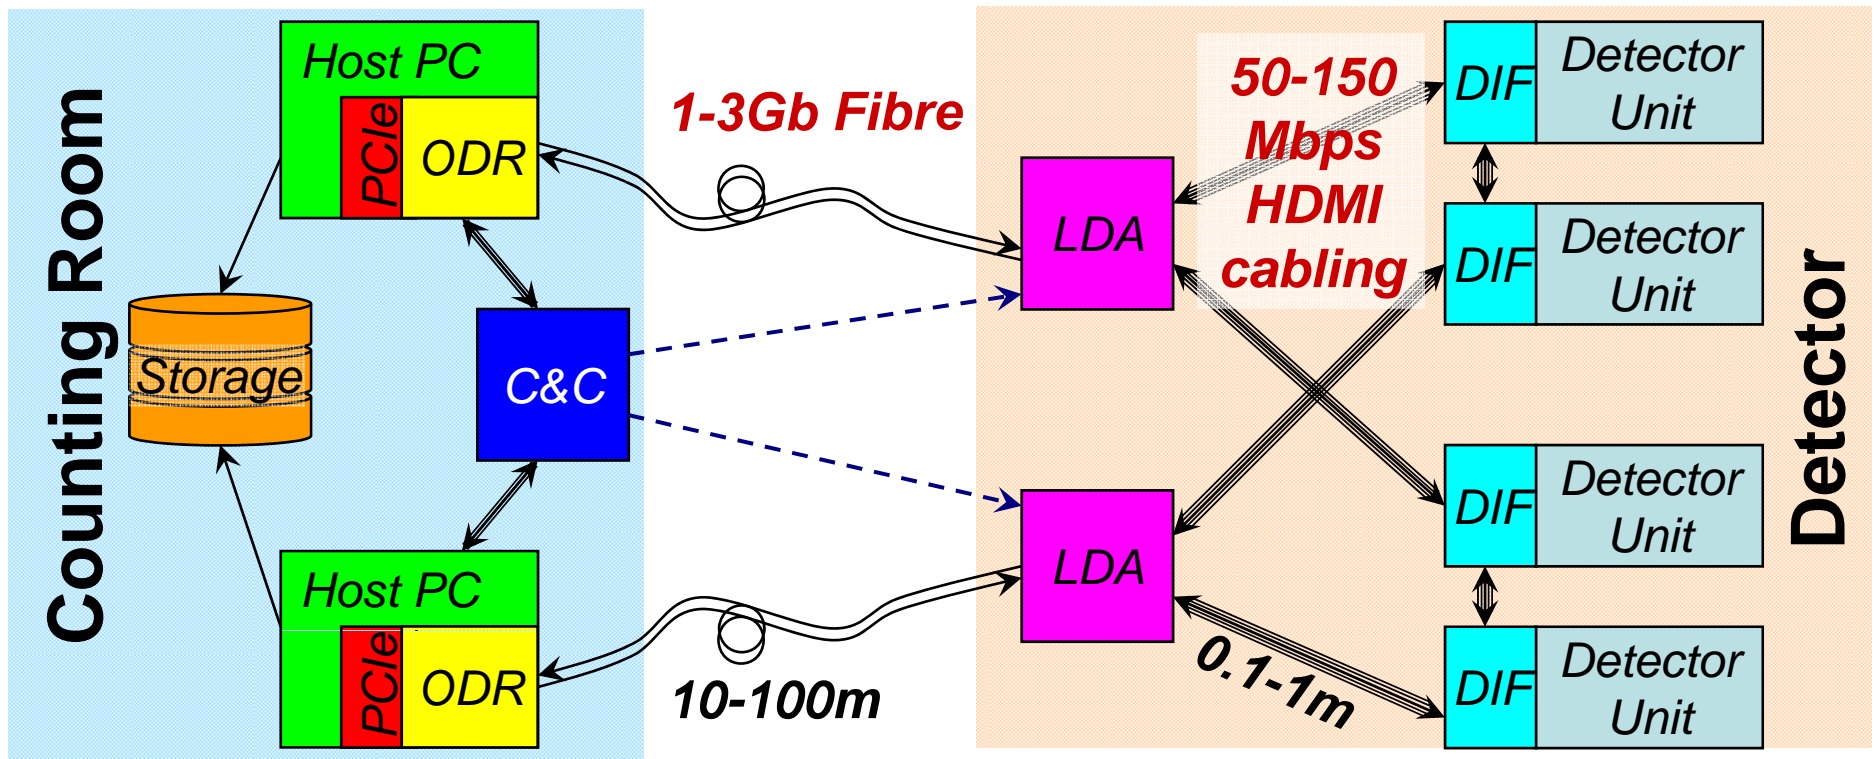 Counting Room
Host PC
PCIe
ODR
Storage
C&C
Host PC
PCIe
ODR
1-3Gb Fibre
10-100m
LDA
LDA
50-150
Mbps
HDMI
cabling
0.1-1m
DIF
Detector
Unit
DIF
Detector
Unit
DIF
Detector
Unit
DIF
Detector
Unit
Detector